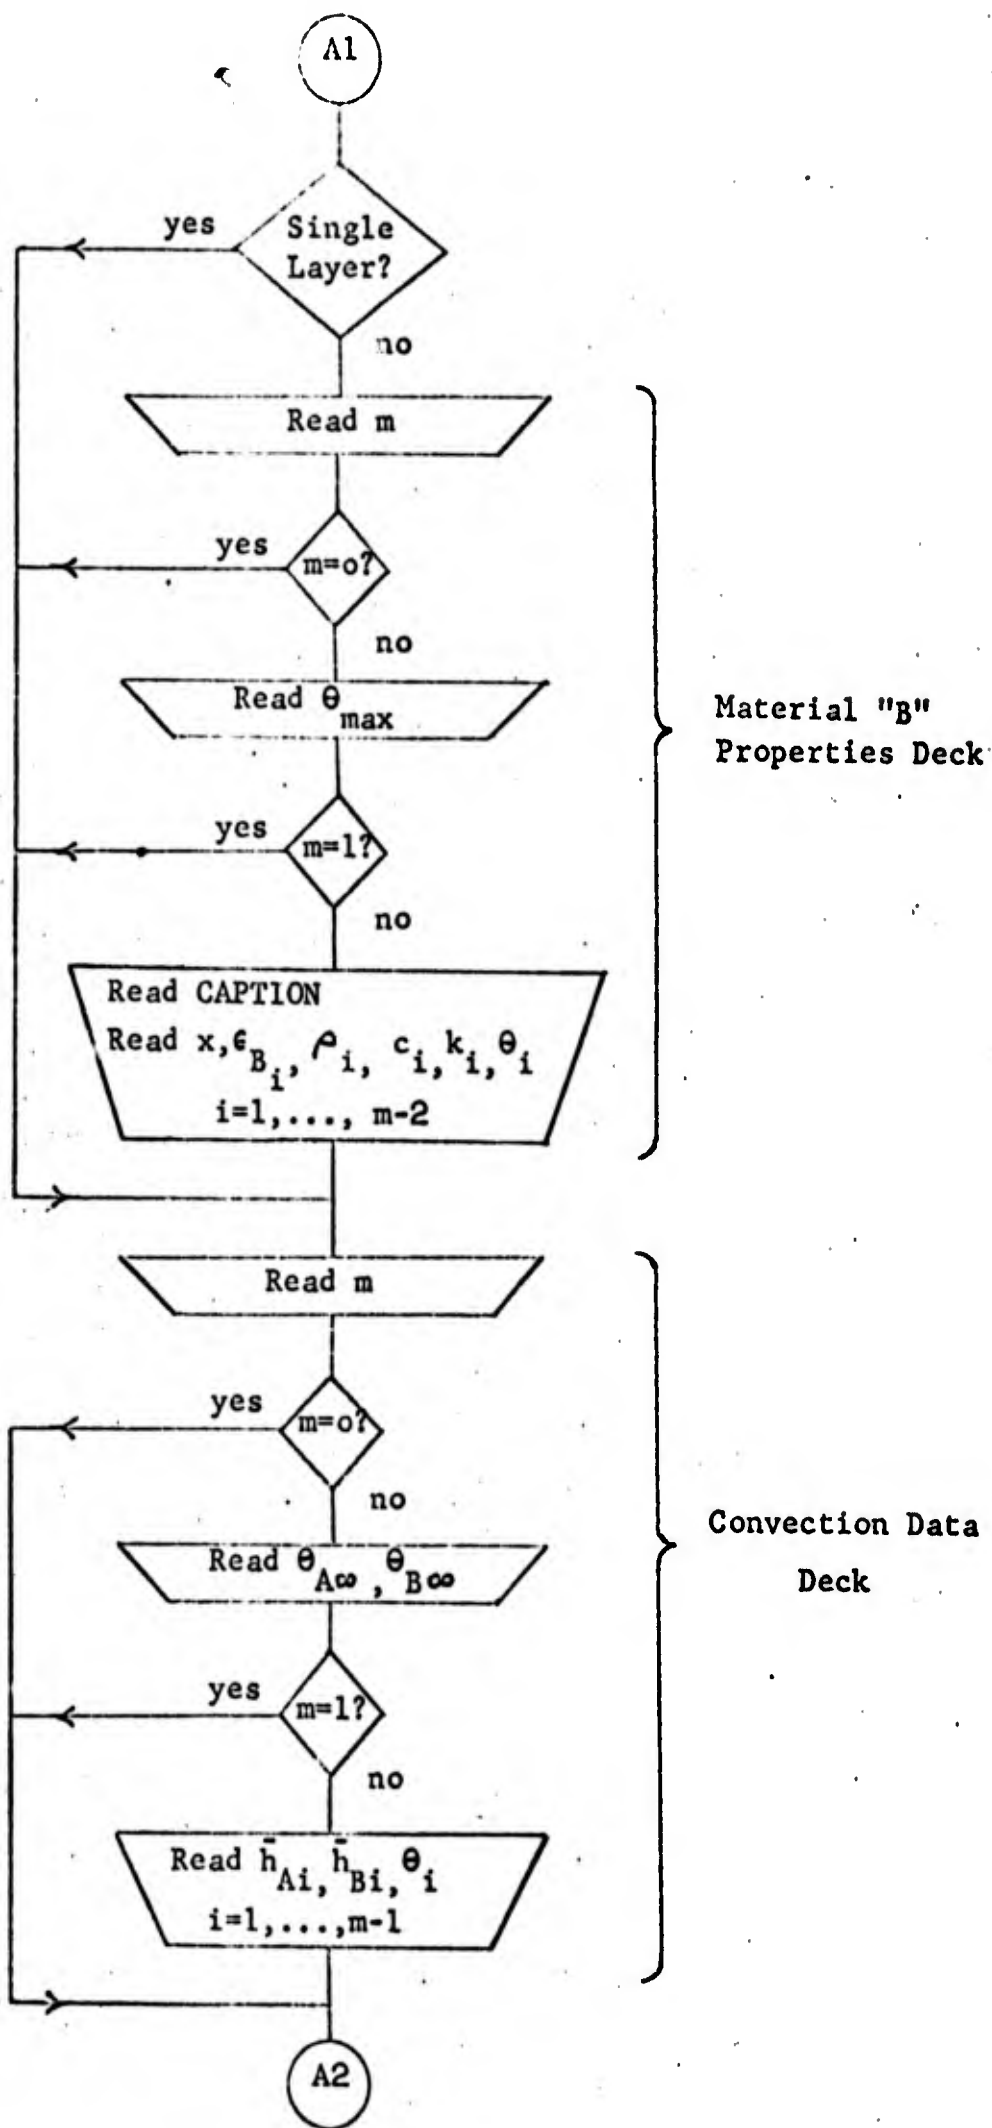 A1
yes
Single
Layer?
no
Read m
yes
m=o?
no
Read θmax
Material "B"
Properties Deck
yes
m=1?
no
Read CAPTION
Read x,ϵBi, ρi, ci,ki,θi
i=1,..., m-2
Read m
yes
m=o?
no
Read θA∞,θB∞
Convection Data
Deck
yes
m=1?
no
Read h̄Ai, h̄Bi, θi
i=1,...,m-1
A2